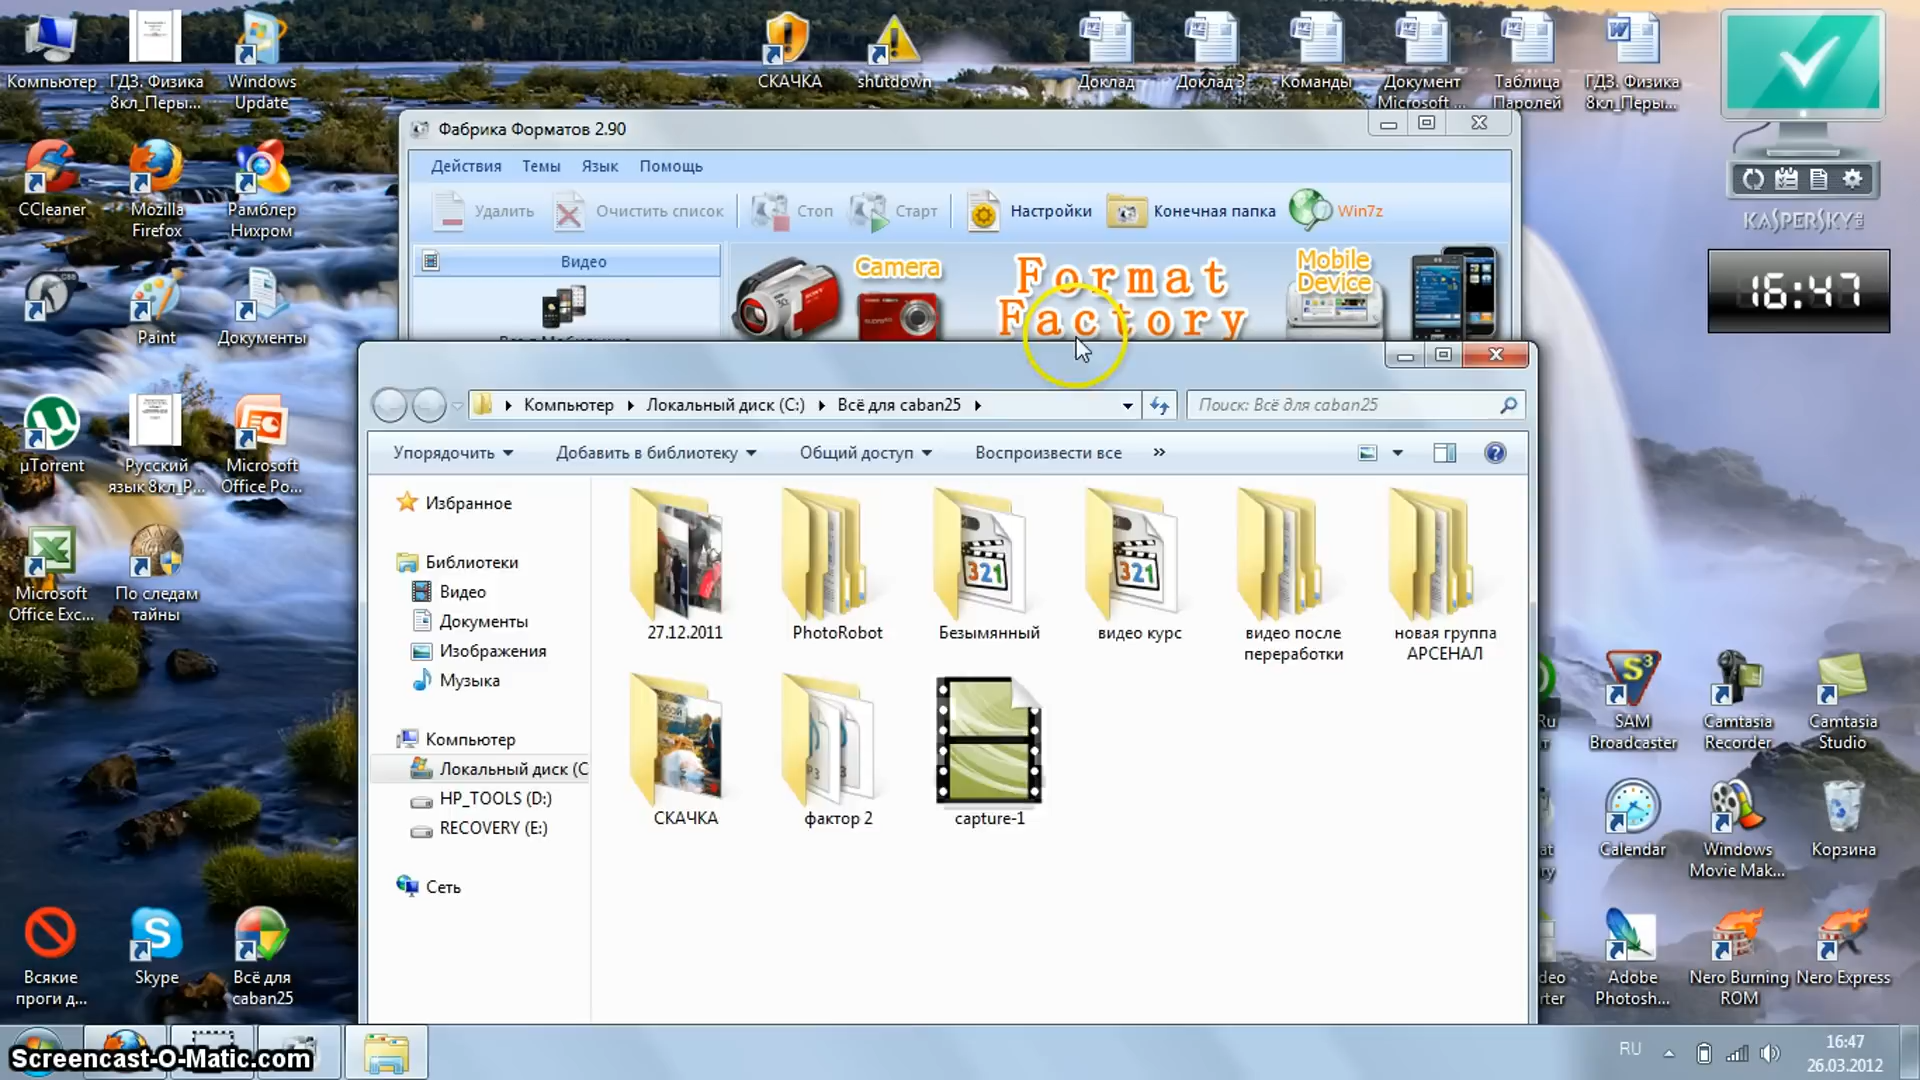 Компьютер
ГДЗ. Физика
8кл_Перы...
Windows
Update
СКАЧКА
shutdown
Доклад
Доклад 3
Команды
Документ
Microsoft ...
Таблица
Паролей
ГДЗ. Физика
8кл_Перы...
Фабрика Форматов 2.90
Действия
Темы
Язык
Помощь
Удалить
Очистить список
Стоп
Старт
Настройки
Конечная папка
Win7z
Видео
Camera
Format
Factory
Mobile
Device
KASPERSKY
16:47
CCleaner
Mozilla
Firefox
Рамблер
Нихром
Paint
Документы
µTorrent
Русский
язык 8кл_Р...
Microsoft
Office Po...
Microsoft
Office Exc...
По следам
тайны
Всякие
проги д...
Skype
Всё для
caban25
Компьютер
Локальный диск (C:)
Всё для caban25
Поиск: Всё для caban25
Упорядочить
Добавить в библиотеку
Общий доступ
Воспроизвести все
»
Избранное
Библиотеки
Видео
Документы
Изображения
Музыка
Компьютер
Локальный диск (C
HP_TOOLS (D:)
RECOVERY (E:)
Сеть
27.12.2011
PhotoRobot
Безымянный
видео курс
видео после
переработки
новая группа
АРСЕНАЛ
СКАЧКА
фактор 2
capture-1
SAM
Broadcaster
Camtasia
Recorder
Camtasia
Studio
Calendar
Windows
Movie Mak...
Корзина
Adobe
Photosh...
Nero Burning
ROM
Nero Express
Screencast-O-Matic.com
RU
16:47
26.03.2012